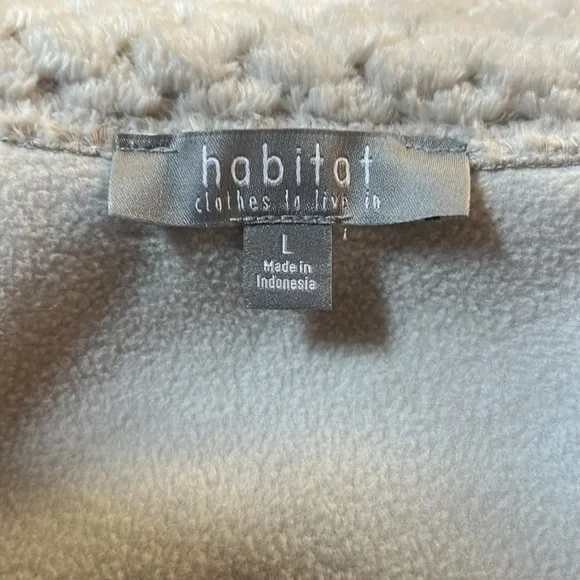 habitat
clothes to live in
L
Made in
Indonesia